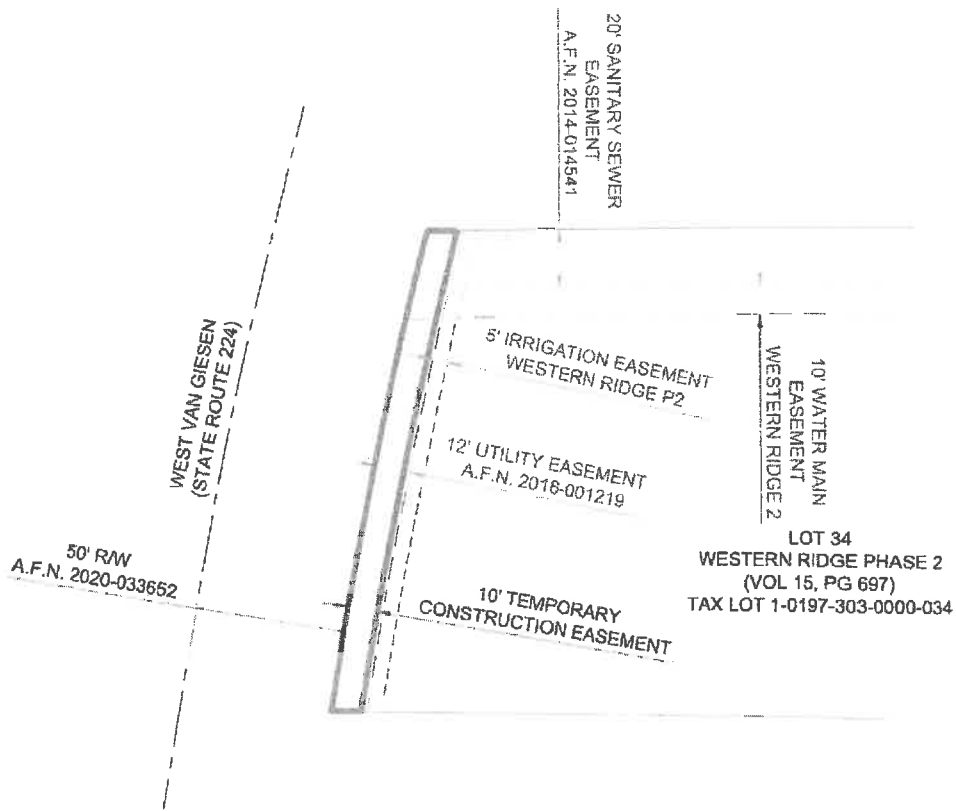 20' SANITARY SEWER
EASEMENT
A.F.N. 2014-014541
WEST VAN GIESEN
(STATE ROUTE 224)
5' IRRIGATION EASEMENT
WESTERN RIDGE P2
10' WATER MAIN
EASEMENT
WESTERN RIDGE 2
12' UTILITY EASEMENT
A.F.N. 2016-001219
LOT 34
WESTERN RIDGE PHASE 2
(VOL 15, PG 697)
TAX LOT 1-0197-303-0000-034
50' R/W
A.F.N. 2020-033652
10' TEMPORARY
CONSTRUCTION EASEMENT